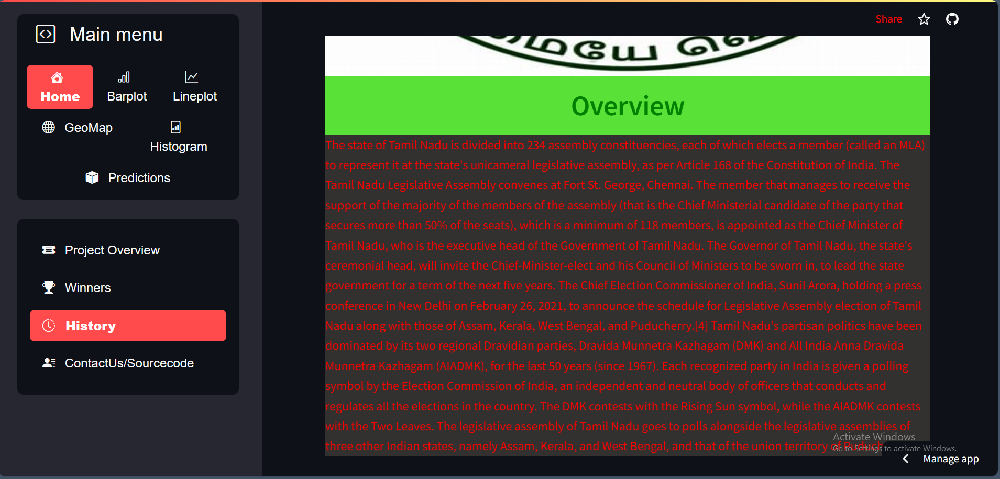 Main menu
Home
Barplot
Lineplot
GeoMap
Histogram
Predictions
Project Overview
Winners
History
ContactUs/Sourcecode
Share
Overview
The state of Tamil Nadu is divided into 234 assembly constituencies, each of which elects a member (called an MLA)
to represent it at the state's unicameral legislative assembly, as per Article 168 of the Constitution of India. The
Tamil Nadu Legislative Assembly convenes at Fort St. George, Chennai. The member that manages to receive the
support of the majority of the members of the assembly (that is the Chief Ministerial candidate of the party that
secures more than 50% of the seats), which is a minimum of 118 members, is appointed as the Chief Minister of
Tamil Nadu, who is the executive head of the Government of Tamil Nadu. The Governor of Tamil Nadu, the state's
ceremonial head, will invite the Chief-Minister-elect and his Council of Ministers to be sworn in, to lead the state
government for a term of the next five years. The Chief Election Commissioner of India, Sunil Arora, holding a press
conference in New Delhi on February 26, 2021, to announce the schedule for Legislative Assembly election of Tamil
Nadu along with those of Assam, Kerala, West Bengal, and Puducherry.[4] Tamil Nadu's partisan politics have been
dominated by its two regional Dravidian parties, Dravida Munnetra Kazhagam (DMK) and All India Anna Dravida
Munnetra Kazhagam (AIADMK), for the last 50 years (since 1967). Each recognized party in India is given a polling
symbol by the Election Commission of India, an independent and neutral body of officers that conducts and
regulates all the elections in the country. The DMK contests with the Rising Sun symbol, while the AIADMK contests
with the Two Leaves. The legislative assembly of Tamil Nadu goes to polls alongside the legislative assemblies of
three other Indian states, namely Assam, Kerala, and West Bengal, and that of the union territory of
Activate Windows
Go to Settings to activate Windows.
Manage app